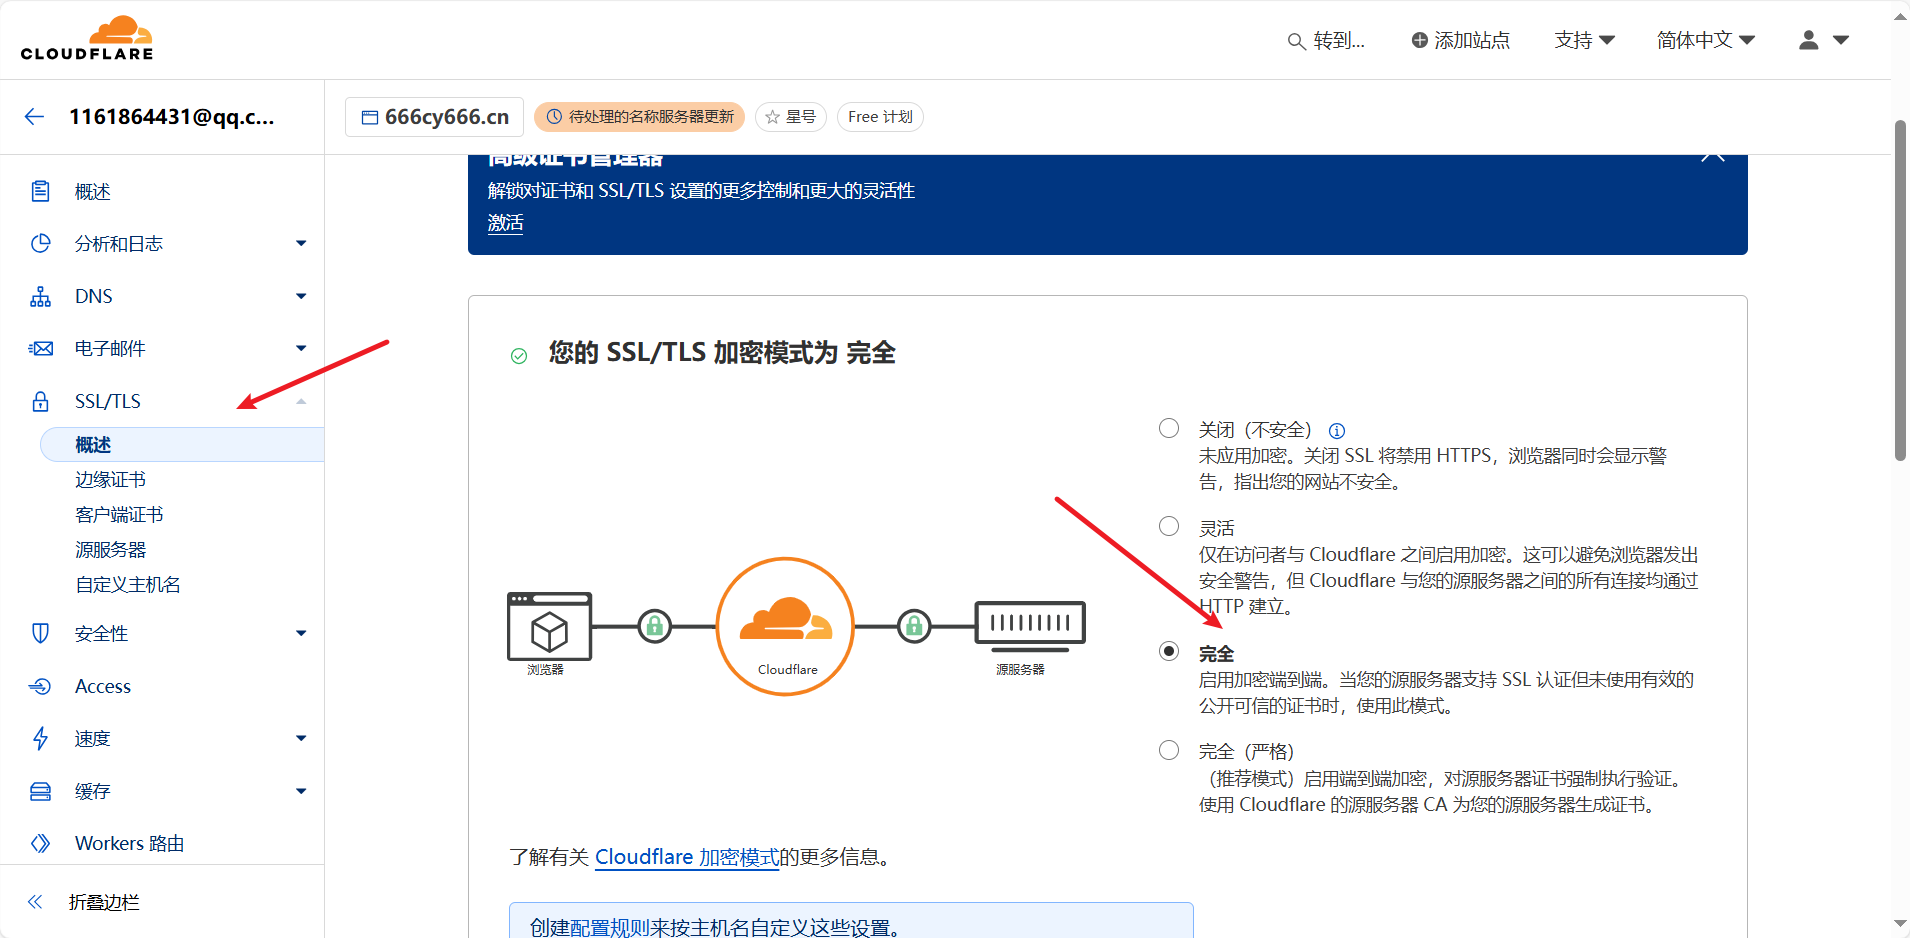 CLOUDFLARE
转到...
添加站点
支持
简体中文
1161864431@qq.c...
666cy666.cn
待处理的名称服务器更新
星号
Free 计划
高级证书管理器
解锁对证书和 SSL/TLS 设置的更多控制和更大的灵活性
激活
概述
分析和日志
DNS
电子邮件
SSL/TLS
概述
边缘证书
客户端证书
源服务器
自定义主机名
安全性
Access
速度
缓存
Workers 路由
折叠边栏
您的 SSL/TLS 加密模式为 完全
浏览器
Cloudflare
源服务器
关闭（不安全）
未应用加密。关闭 SSL 将禁用 HTTPS，浏览器同时会显示警
告，指出您的网站不安全。
灵活
仅在访问者与 Cloudflare 之间启用加密。这可以避免浏览器发出
安全警告，但 Cloudflare 与您的源服务器之间的所有连接均通过
HTTP 建立。
完全
启用加密端到端。当您的源服务器支持 SSL 认证但未使用有效的
公开可信的证书时，使用此模式。
完全（严格）
（推荐模式）启用端到端加密，对源服务器证书强制执行验证。
使用 Cloudflare 的源服务器 CA 为您的源服务器生成证书。
了解有关 Cloudflare 加密模式的更多信息。
创建配置规则来按主机名自定义这些设置。